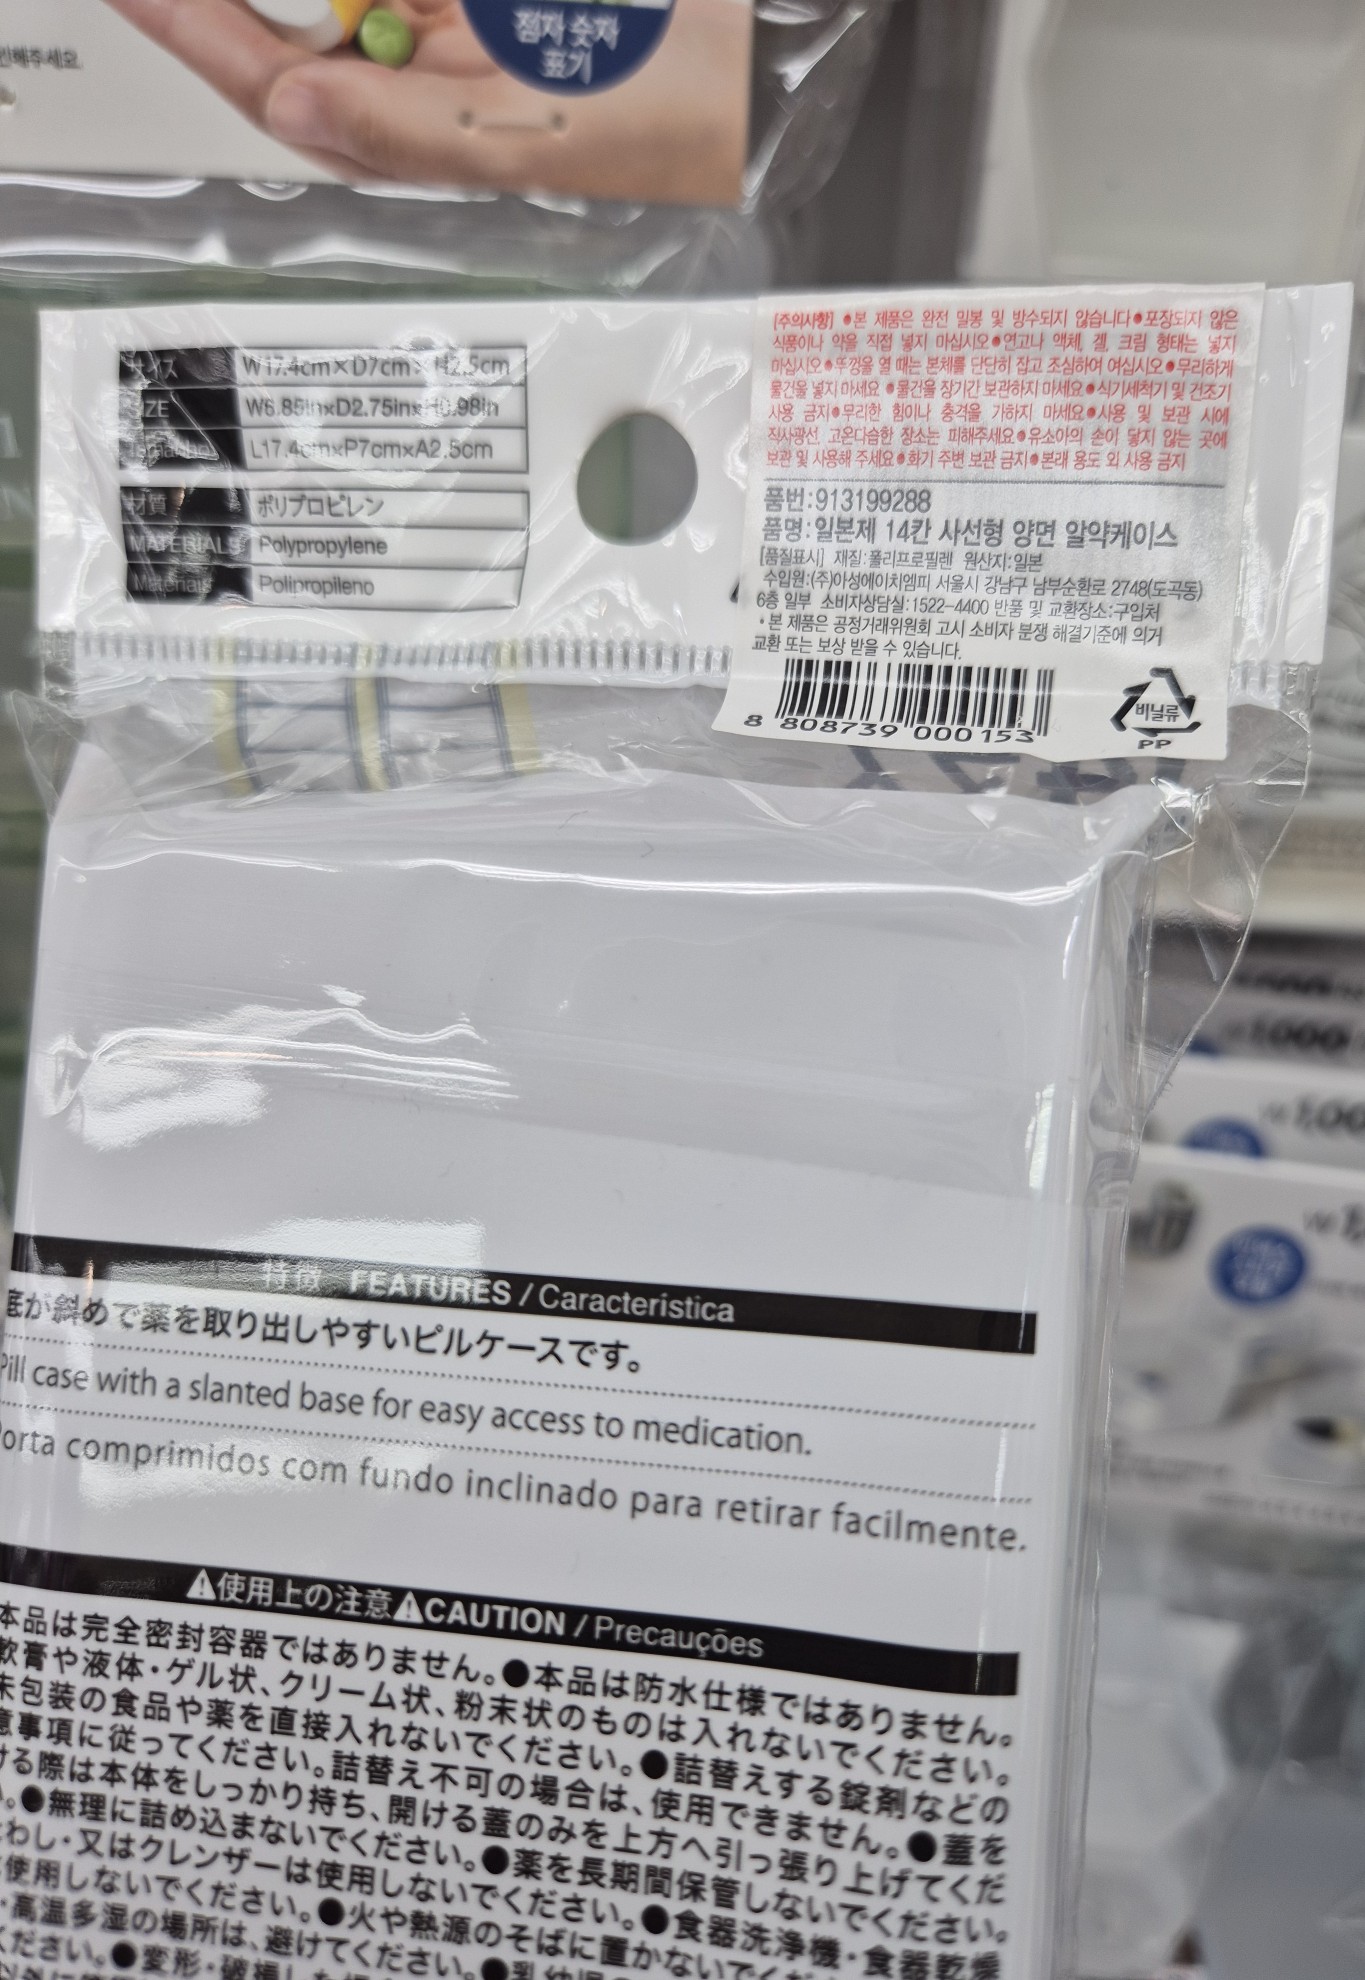 인해주세요.
점자 숫자
표기
サイズ W17.4cm×D7cm×H2.5cm
SIZE W6.85in×D2.75in×H0.98in
Tamanho L17.4cm×P7cm×A2.5cm
材質 ポリプロピレン
MATERIALS Polypropylene
Materiais Polipropileno
[주의사항] ●본 제품은 완전 밀봉 및 방수되지 않습니다●포장되지 않은
식품이나 약을 직접 넣지 마십시오●연고나 액체, 겔, 크림 형태는 넣지
마십시오●뚜껑을 열 때는 본체를 단단히 잡고 조심하여 여십시오●무리하게
물건을 넣지 마세요 ●물건을 장기간 보관하지 마세요●식기세척기 및 건조기
사용 금지●무리한 힘이나 충격을 가하지 마세요●사용 및 보관 시에
직사광선, 고온다습한 장소는 피해주세요●유소아의 손이 닿지 않는 곳에
보관 및 사용해 주세요●화기 주변 보관 금지●본래 용도 외 사용 금지
품번:913199288
품명:일본제 14칸 사선형 양면 알약케이스
[품질표시] 재질:폴리프로필렌 원산지:일본
수입원:(주)아성에이치엠피 서울시 강남구 남부순환로 2748(도곡동)
6층 일부 소비자상담실:1522-4400 반품 및 교환장소:구입처
·본 제품은 공정거래위원회 고시 소비자 분쟁 해결기준에 의거
교환 또는 보상 받을 수 있습니다.
8 808739 000153
비닐류
PP
特徴 FEATURES / Característica
底が斜めで薬を取り出しやすいピルケースです。
Pill case with a slanted base for easy access to medication.
Porta comprimidos com fundo inclinado para retirar facilmente.
⚠使用上の注意⚠CAUTION / Precauções
本品は完全密封容器ではありません。●本品は防水仕様ではありません。
軟膏や液体・ゲル状、クリーム状、粉末状のものは入れないでください。
未包装の食品や薬を直接入れないでください。●詰替えする錠剤などの
意事項に従ってください。詰替え不可の場合は、使用できません。●蓋を
ける際は本体をしっかり持ち、開ける蓋のみを上方へ引っ張り上げてくだ
い。●無理に詰め込まないでください。●薬を長期間保管しないでください。
たわし・又はクレンザーは使用しないでください。●食器洗浄機・食器乾燥
使用しないでください。●火や熱源のそばに置かないでくだ
・高温多湿の場所は、避けてください。●乳幼児の
ください。●変形・破損した
1,000